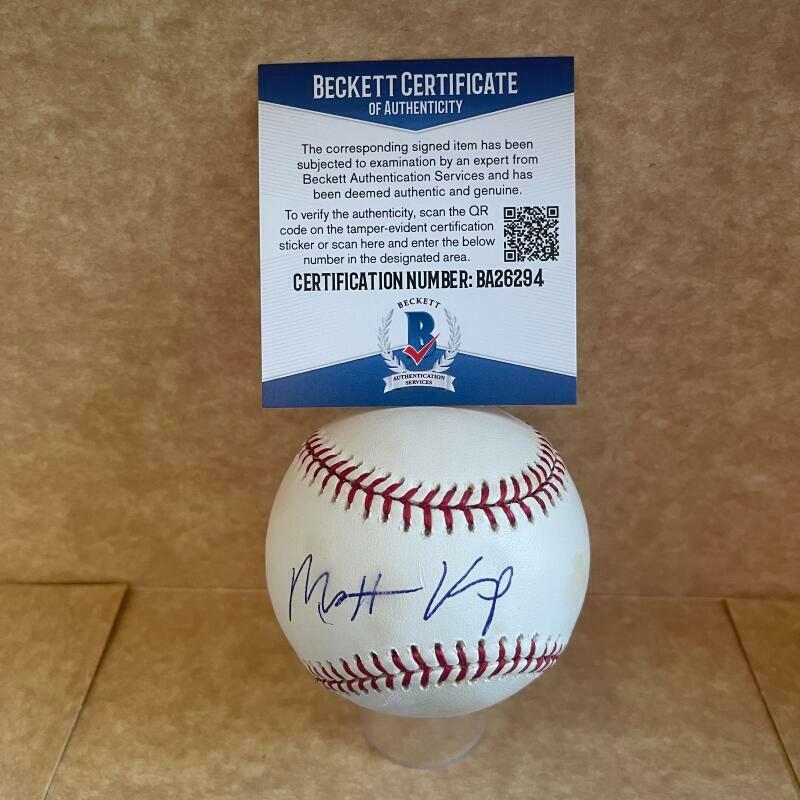 BECKETT CERTIFICATE
OF AUTHENTICITY
The corresponding signed item has been
subjected to examination by an expert from
Beckett Authentication Services and has
been deemed authentic and genuine.
To verify the authenticity, scan the QR
code on the tamper-evident certification
sticker or scan here and enter the below
number in the designated area.
CERTIFICATION NUMBER: BA26294
BECKETT
B
AUTHENTICATION
SERVICES
Matt